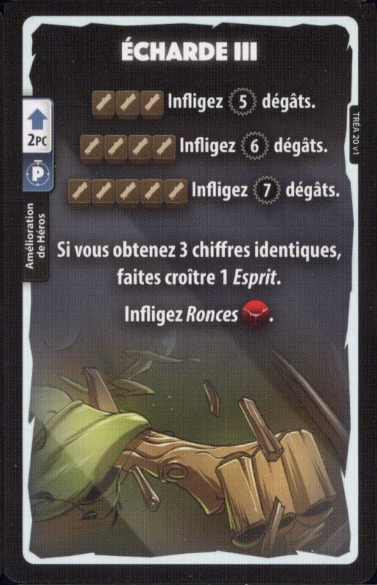 ÉCHARDE III
Infligez 5 dégâts.
2PC
TRÉA 20 v1
Infligez 6 dégâts.
P
Infligez 7 dégâts.
Amélioration
de Héros
Si vous obtenez 3 chiffres identiques,
faites croître 1 Esprit.
Infligez Ronces .